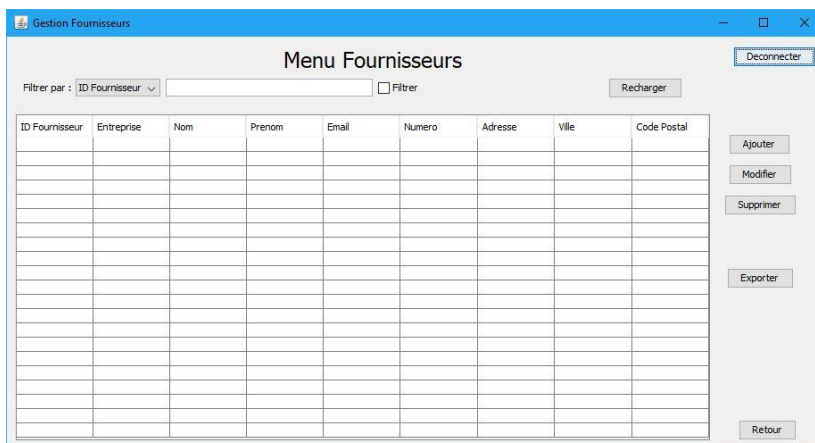 Gestion Fournisseurs
Menu Fournisseurs
Deconnecter
Filtrer par : ID Fournisseur Filtrer Recharger
ID Fournisseur Entreprise Nom Prenom Email Numero Adresse Ville Code Postal
Ajouter
Modifier
Supprimer
Exporter
Retour